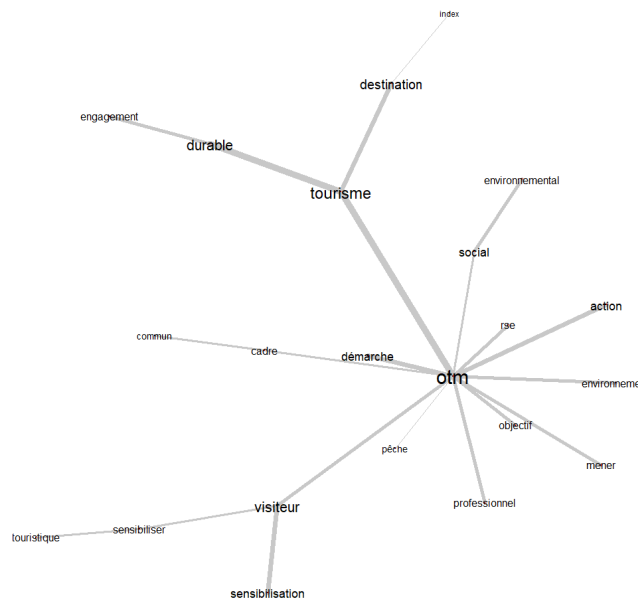 index
destination
engagement
durable
environnemental
tourisme
social
action
rse
commun
cadre
démarche
otm
environneme
objectif
pêche
mener
professionnel
visiteur
sensibiliser
touristique
sensibilisation